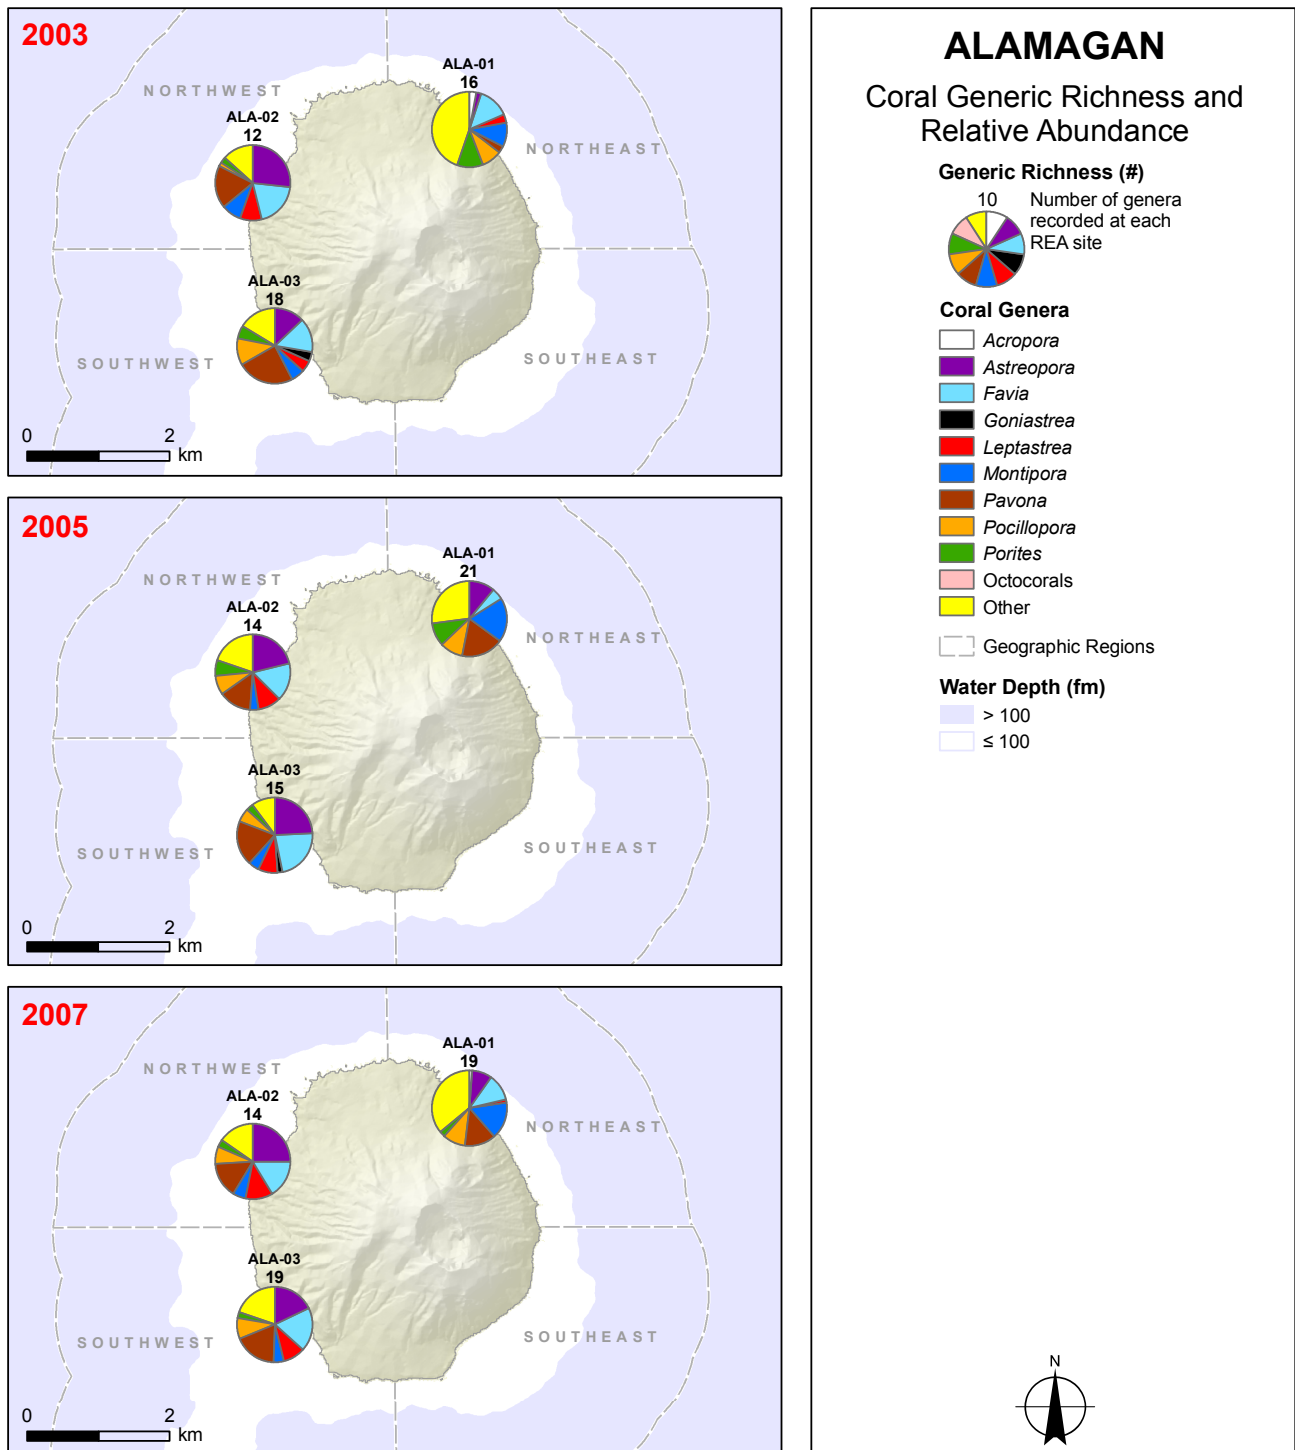 2003
NORTHWEST
NORTHEAST
SOUTHWEST
SOUTHEAST
ALA-01
16
ALA-02
12
ALA-03
18
0 2
km
2005
NORTHWEST
NORTHEAST
SOUTHWEST
SOUTHEAST
ALA-01
21
ALA-02
14
ALA-03
15
0 2
km
2007
NORTHWEST
NORTHEAST
SOUTHWEST
SOUTHEAST
ALA-01
19
ALA-02
14
ALA-03
19
0 2
km
ALAMAGAN
Coral Generic Richness and
Relative Abundance
Generic Richness (#)
10
Number of genera
recorded at each
REA site
Coral Genera
Acropora
Astreopora
Favia
Goniastrea
Leptastrea
Montipora
Pavona
Pocillopora
Porites
Octocorals
Other
Geographic Regions
Water Depth (fm)
> 100
≤ 100
N